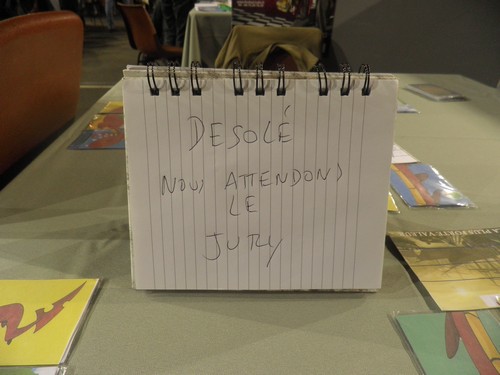 DESOLÉ
NOUS ATTENDONS
LE
JURY